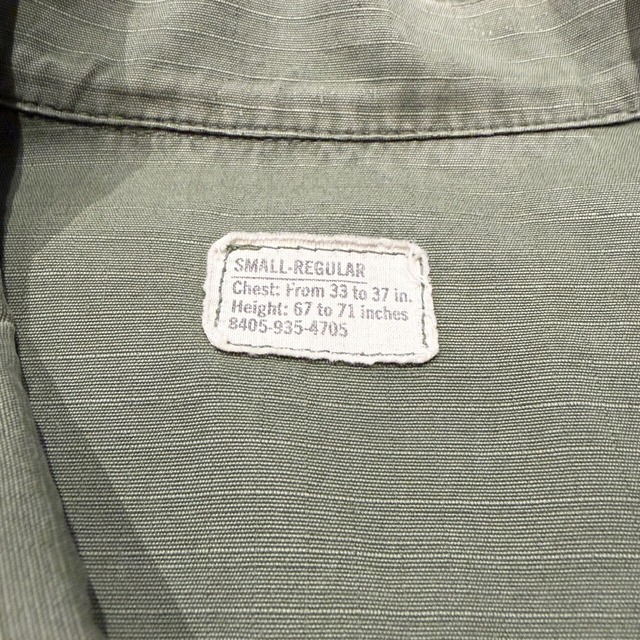 SMALL-REGULAR
Chest: From 33 to 37 in.
Height: 67 to 71 inches
8405-935-4705